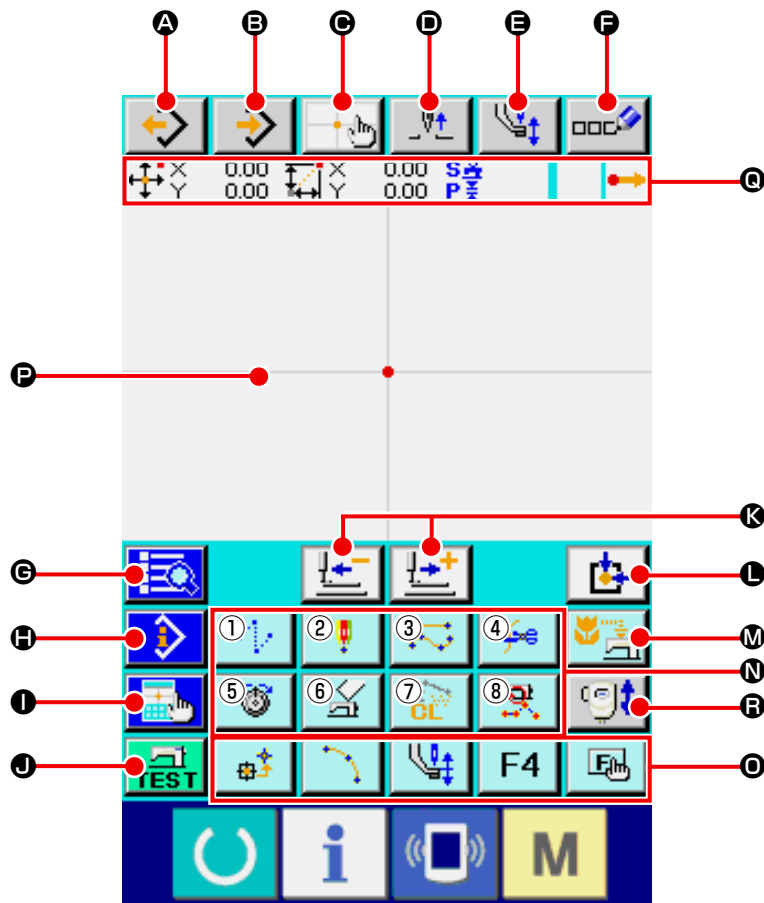 A B C D E F
X 0.00 X 0.00 S
Y 0.00 Y 0.00 P
Q
P
K
G L
H ① ② ③ ④ M
N
I ⑤ ⑥ ⑦ CL ⑧ R
J TEST F4 F O
i M